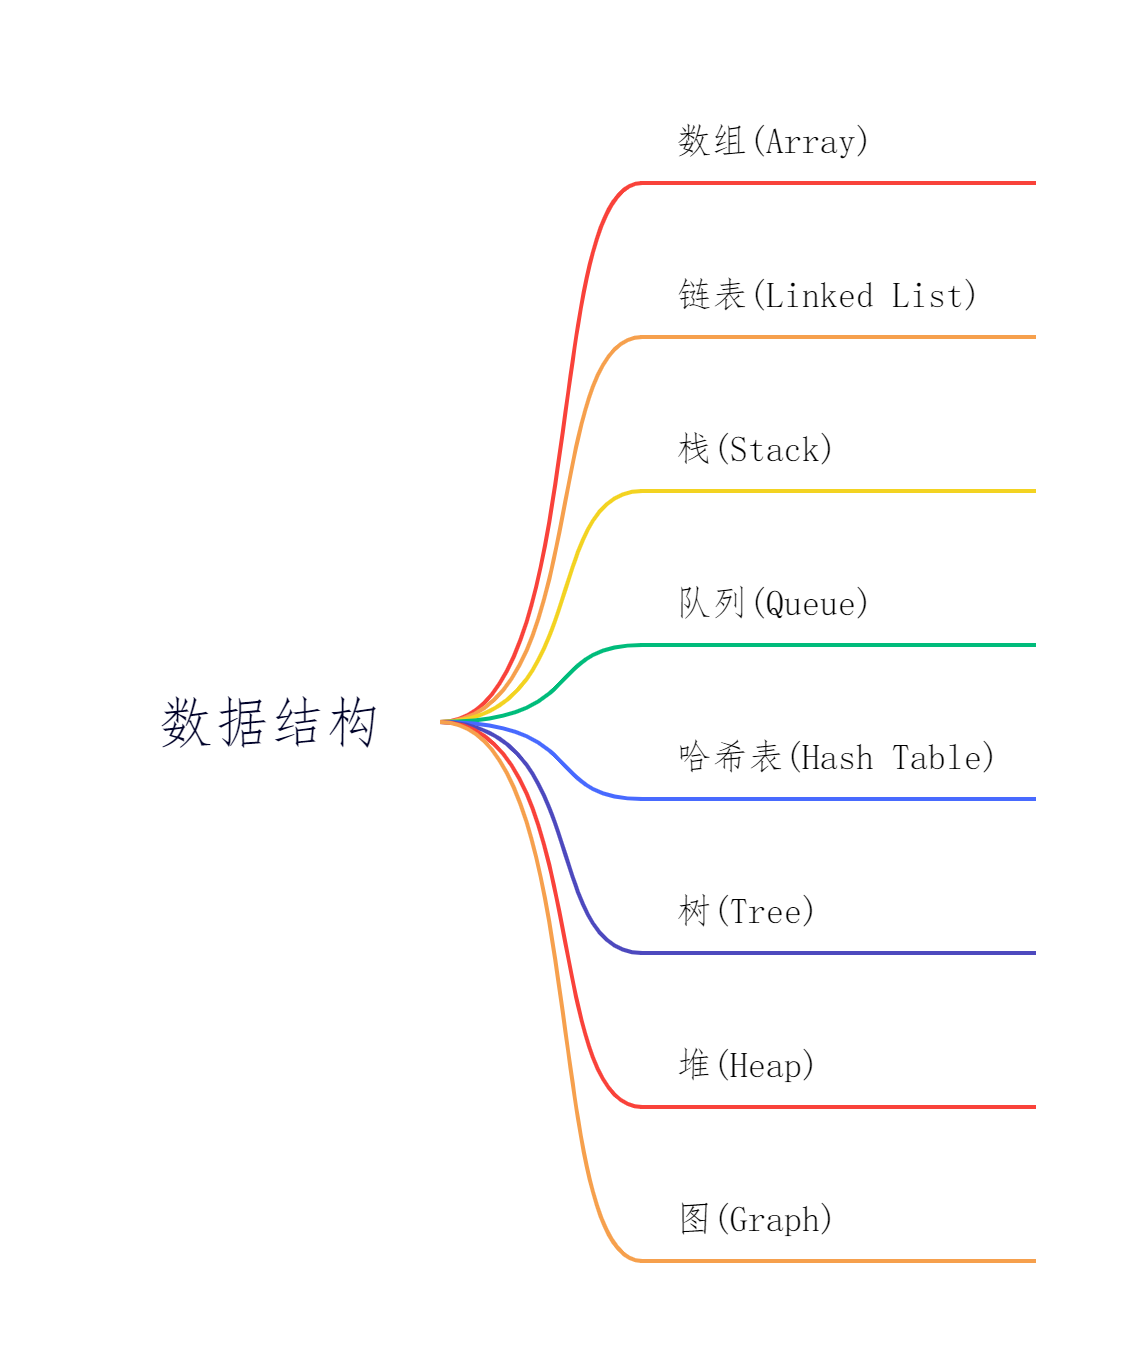 数据结构
数组(Array)
链表(Linked List)
栈(Stack)
队列(Queue)
哈希表(Hash Table)
树(Tree)
堆(Heap)
图(Graph)